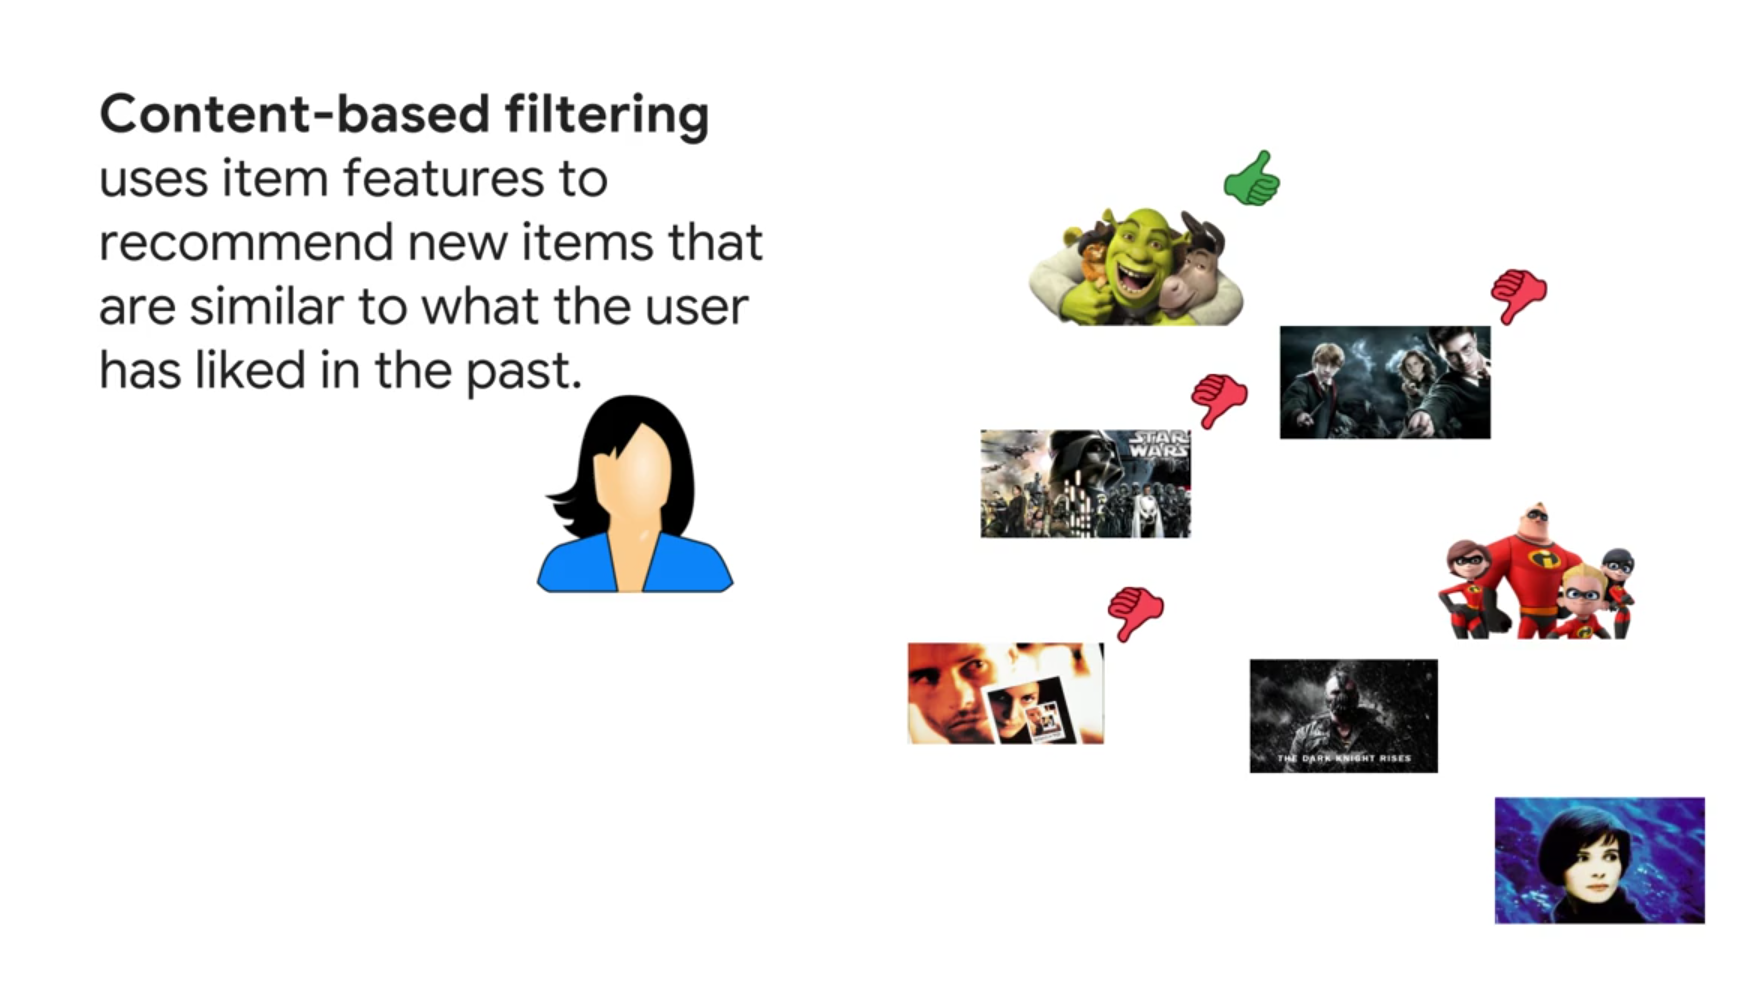 Content-based filtering
uses item features to
recommend new items that
are similar to what the user
has liked in the past.
STAR
WARS
THE DARK KNIGHT RISES